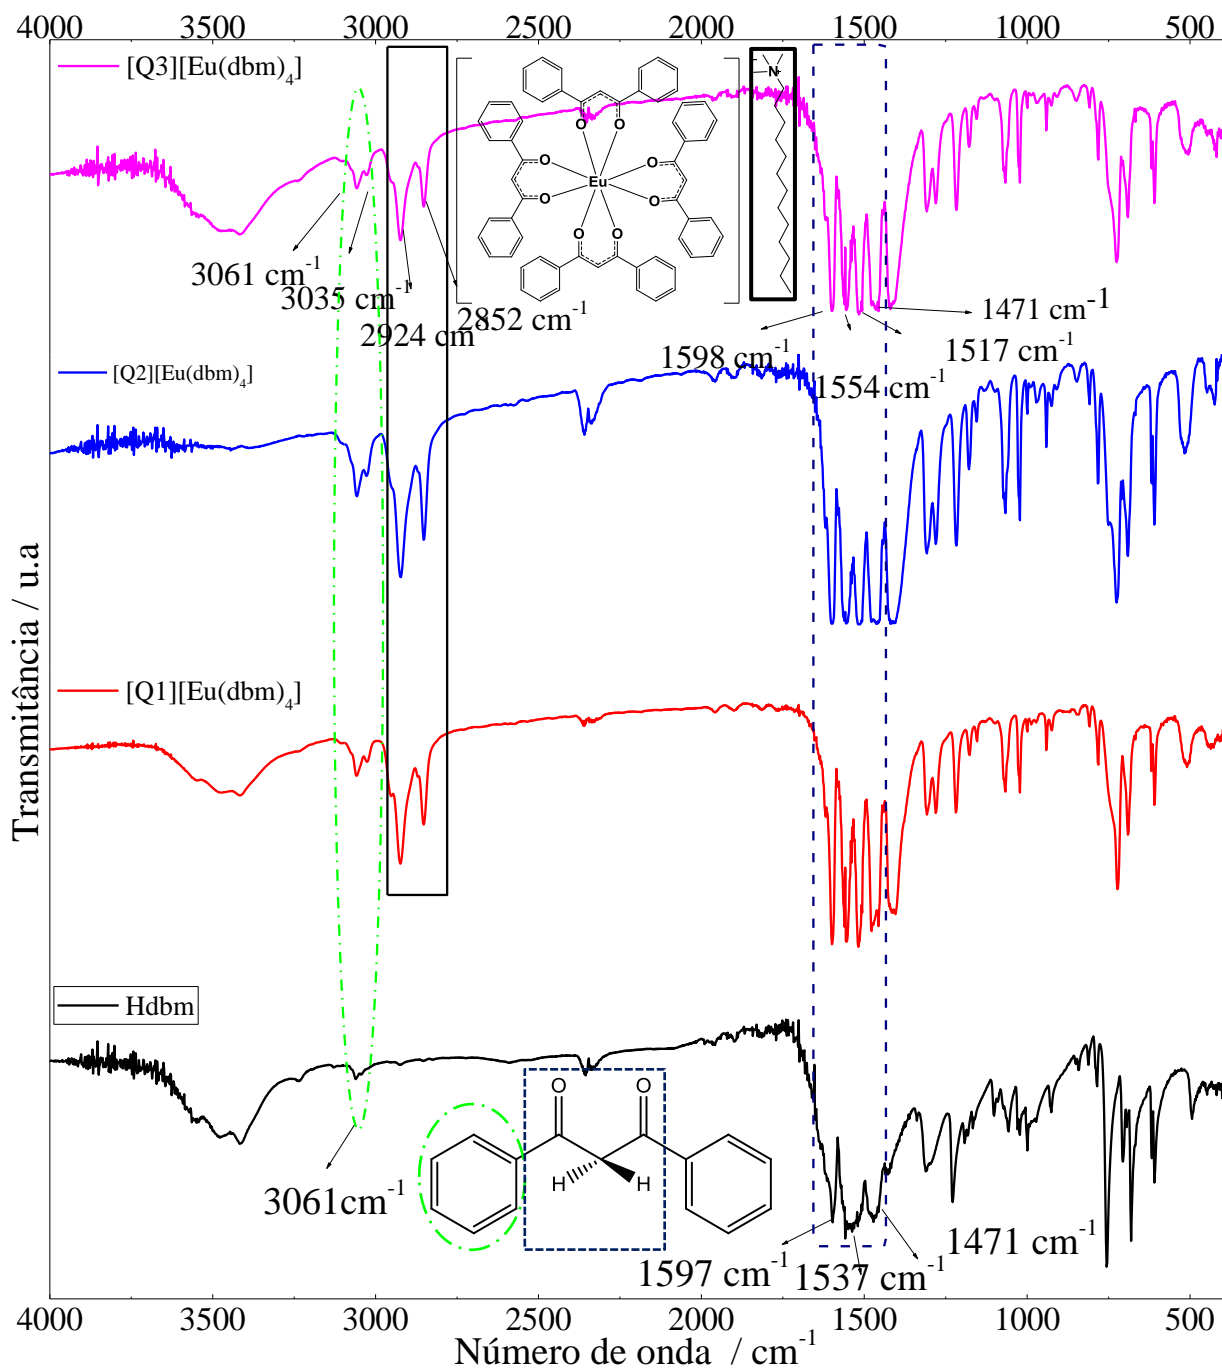 4000 3500 3000 2500 2000 1500 1000 500
[Q3][Eu(dbm)₄]
N
+
O O
O O
Eu
O O
O O
3061 cm⁻¹
3035 cm⁻¹
2924 cm⁻¹
2852 cm⁻¹
1598 cm⁻¹
1554 cm⁻¹
1517 cm⁻¹
1471 cm⁻¹
[Q2][Eu(dbm)₄]
[Q1][Eu(dbm)₄]
Transmitância / u.a
Hdbm
O O
H H
3061cm⁻¹
1597 cm⁻¹
1537 cm⁻¹
1471 cm⁻¹
4000 3500 3000 2500 2000 1500 1000 500
Número de onda / cm⁻¹